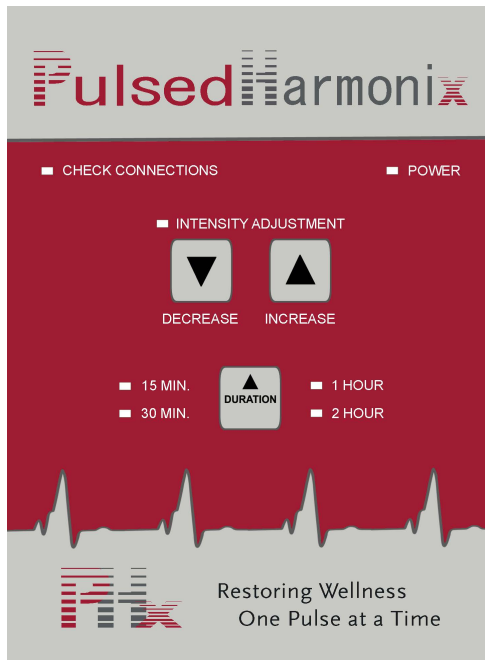 PulsedHarmonix
CHECK CONNECTIONS
POWER
INTENSITY ADJUSTMENT
DECREASE
INCREASE
15 MIN.
DURATION
1 HOUR
30 MIN.
2 HOUR
PHx
Restoring Wellness
One Pulse at a Time